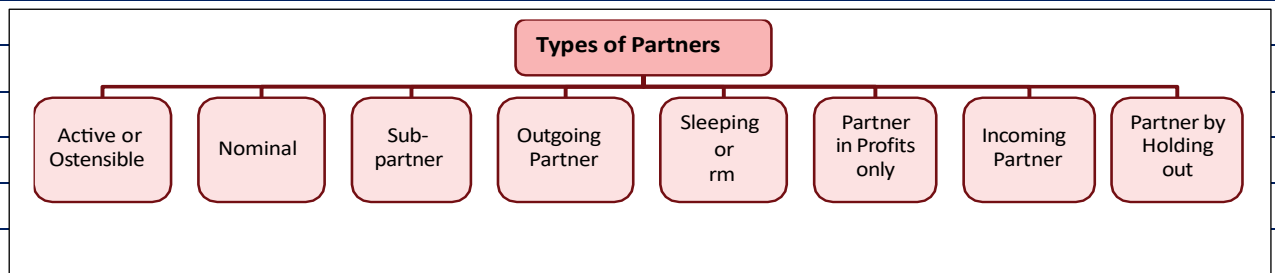 Types of Partners
Active or
Ostensible
Nominal
Sub-
partner
Outgoing
Partner
Sleeping
or
rm
Partner
in Profits
only
Incoming
Partner
Partner by
Holding
out